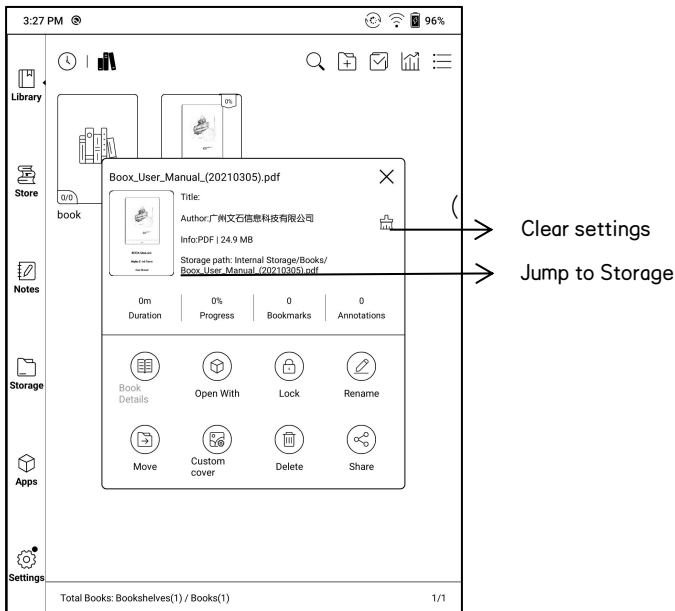 3:27 PM 96%
Library
Store
Notes
Storage
Apps
Settings
0%
0/0
book
Boox_User_Manual_(20210305).pdf
Title:
Author:广州文石信息科技有限公司
Info:PDF | 24.9 MB
Storage path: Internal Storage/Books/
Boox_User_Manual_(20210305).pdf
0m 0% 0 0
Duration Progress Bookmarks Annotations
Book
Details
Open With
Lock
Rename
Move
Custom
cover
Delete
Share
Total Books: Bookshelves(1) / Books(1) 1/1
Clear settings
Jump to Storage